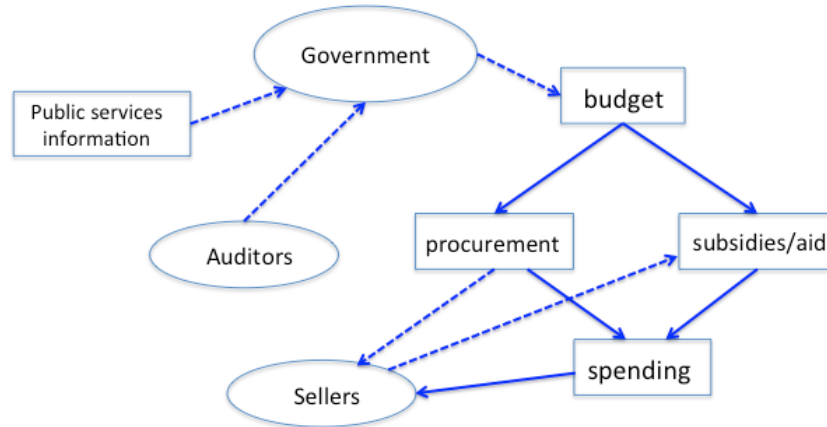 Government
budget
Public services
information
procurement
subsidies/aid
Auditors
spending
Sellers